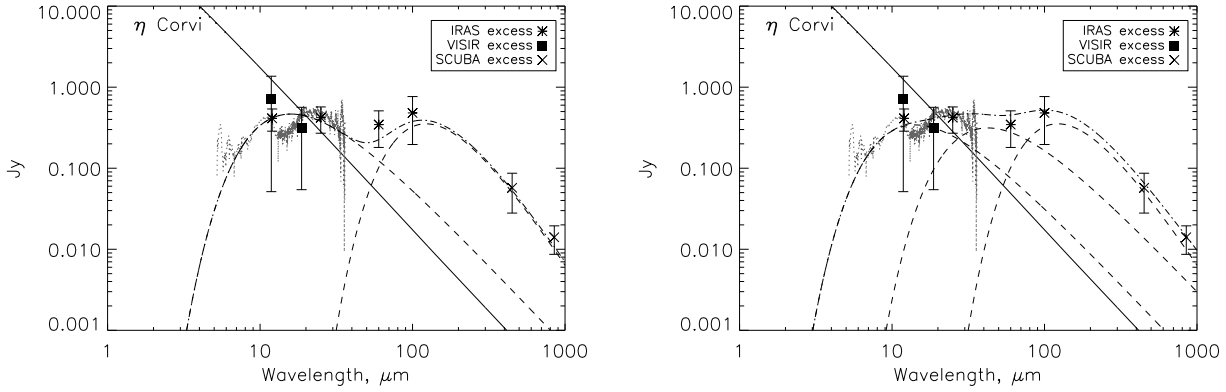 10.000
1.000
0.100
0.010
0.001
Jy
η Corvi
IRAS excess
VISIR excess
SCUBA excess
1
10
100
1000
Wavelength, μm
10.000
1.000
0.100
0.010
0.001
Jy
η Corvi
IRAS excess
VISIR excess
SCUBA excess
1
10
100
1000
Wavelength, μm